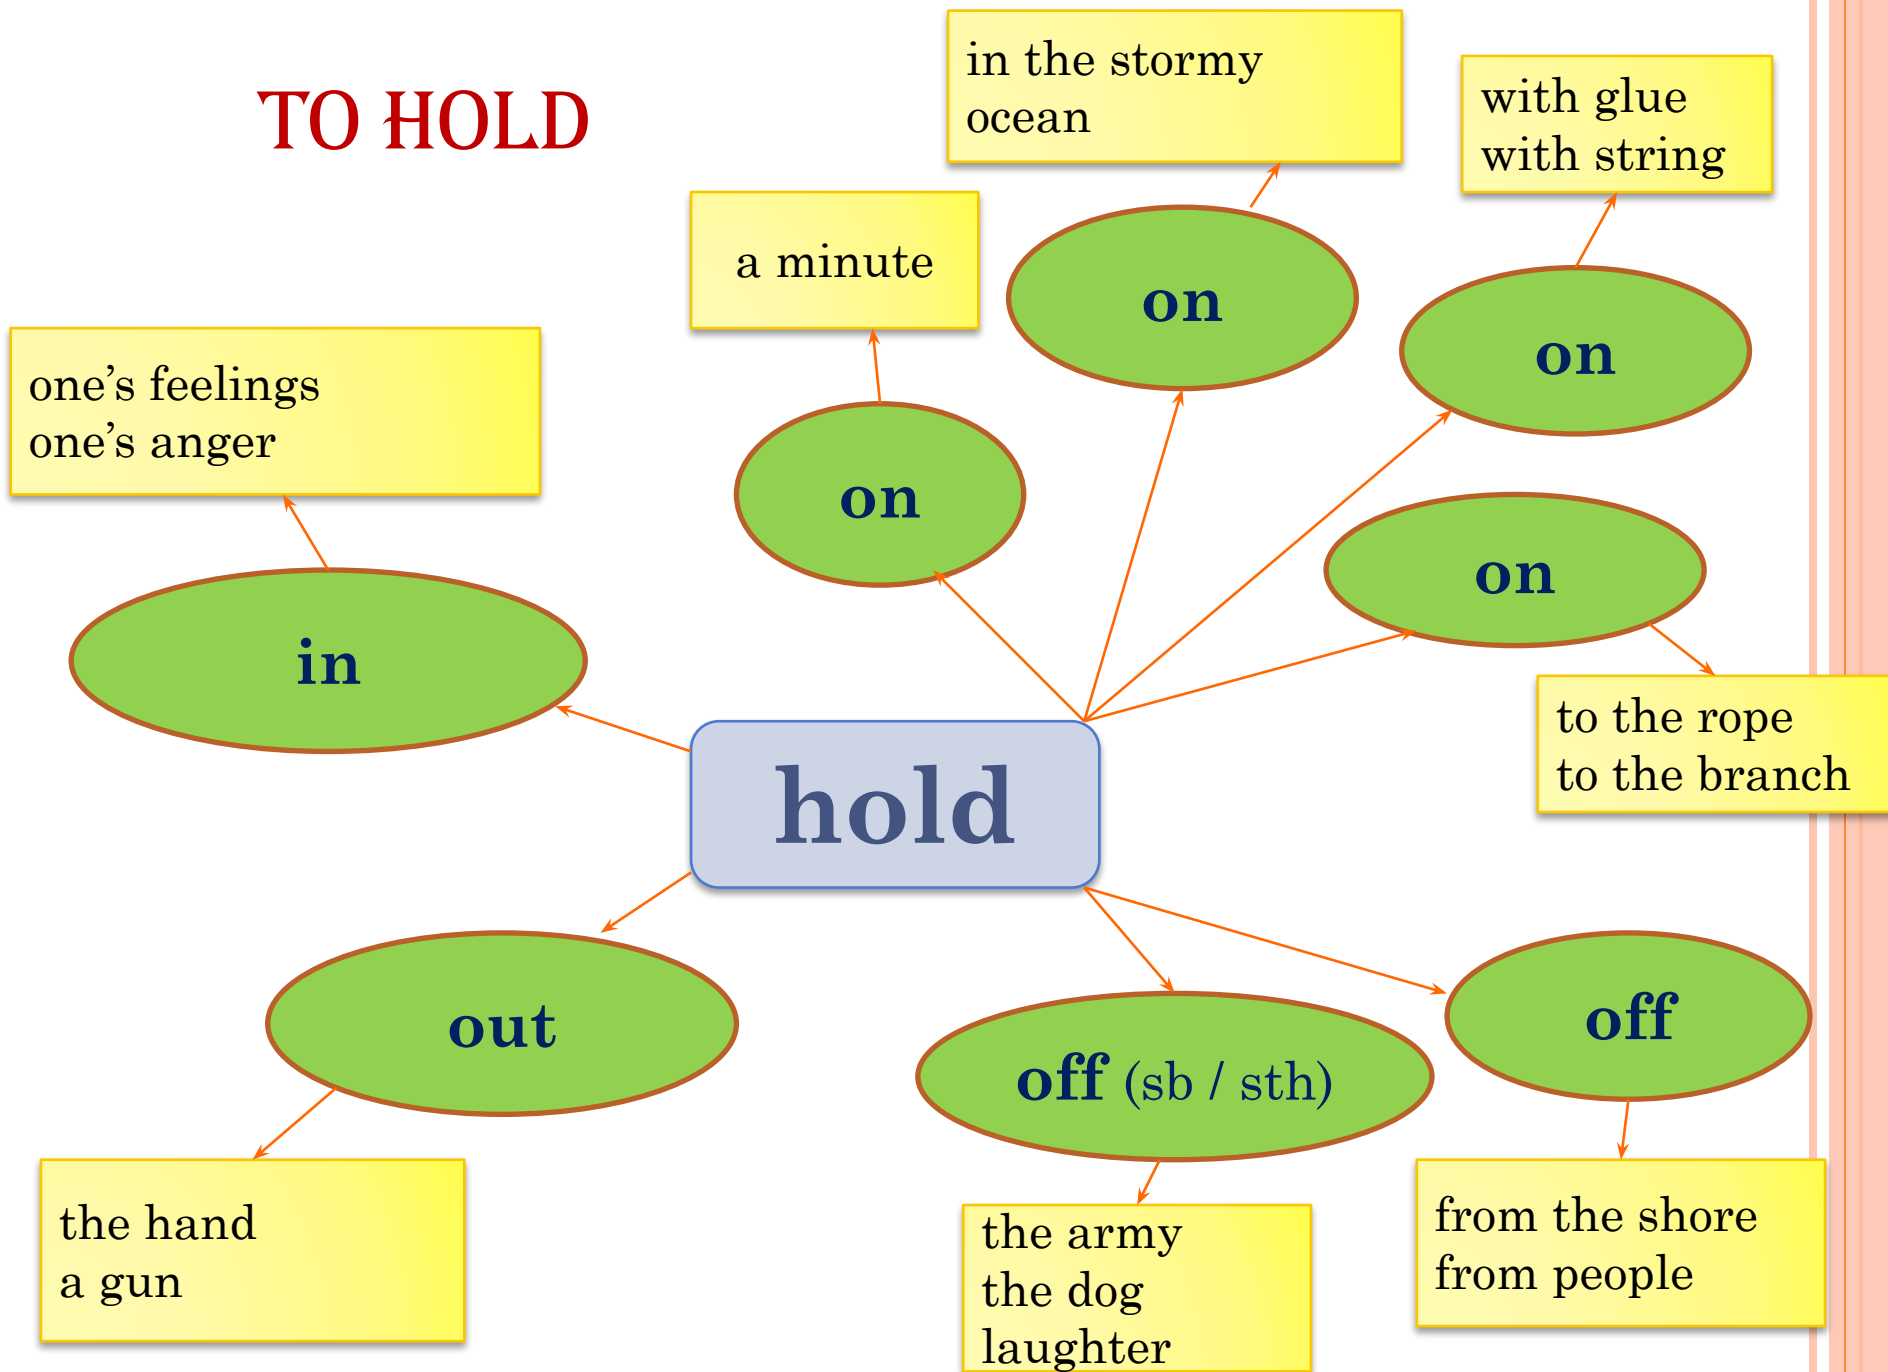 TO HOLD
in the stormy
ocean
with glue
with string
a minute
on
on
one's feelings
one's anger
on
on
in
to the rope
to the branch
hold
out
off (sb / sth)
off
the hand
a gun
the army
the dog
laughter
from the shore
from people